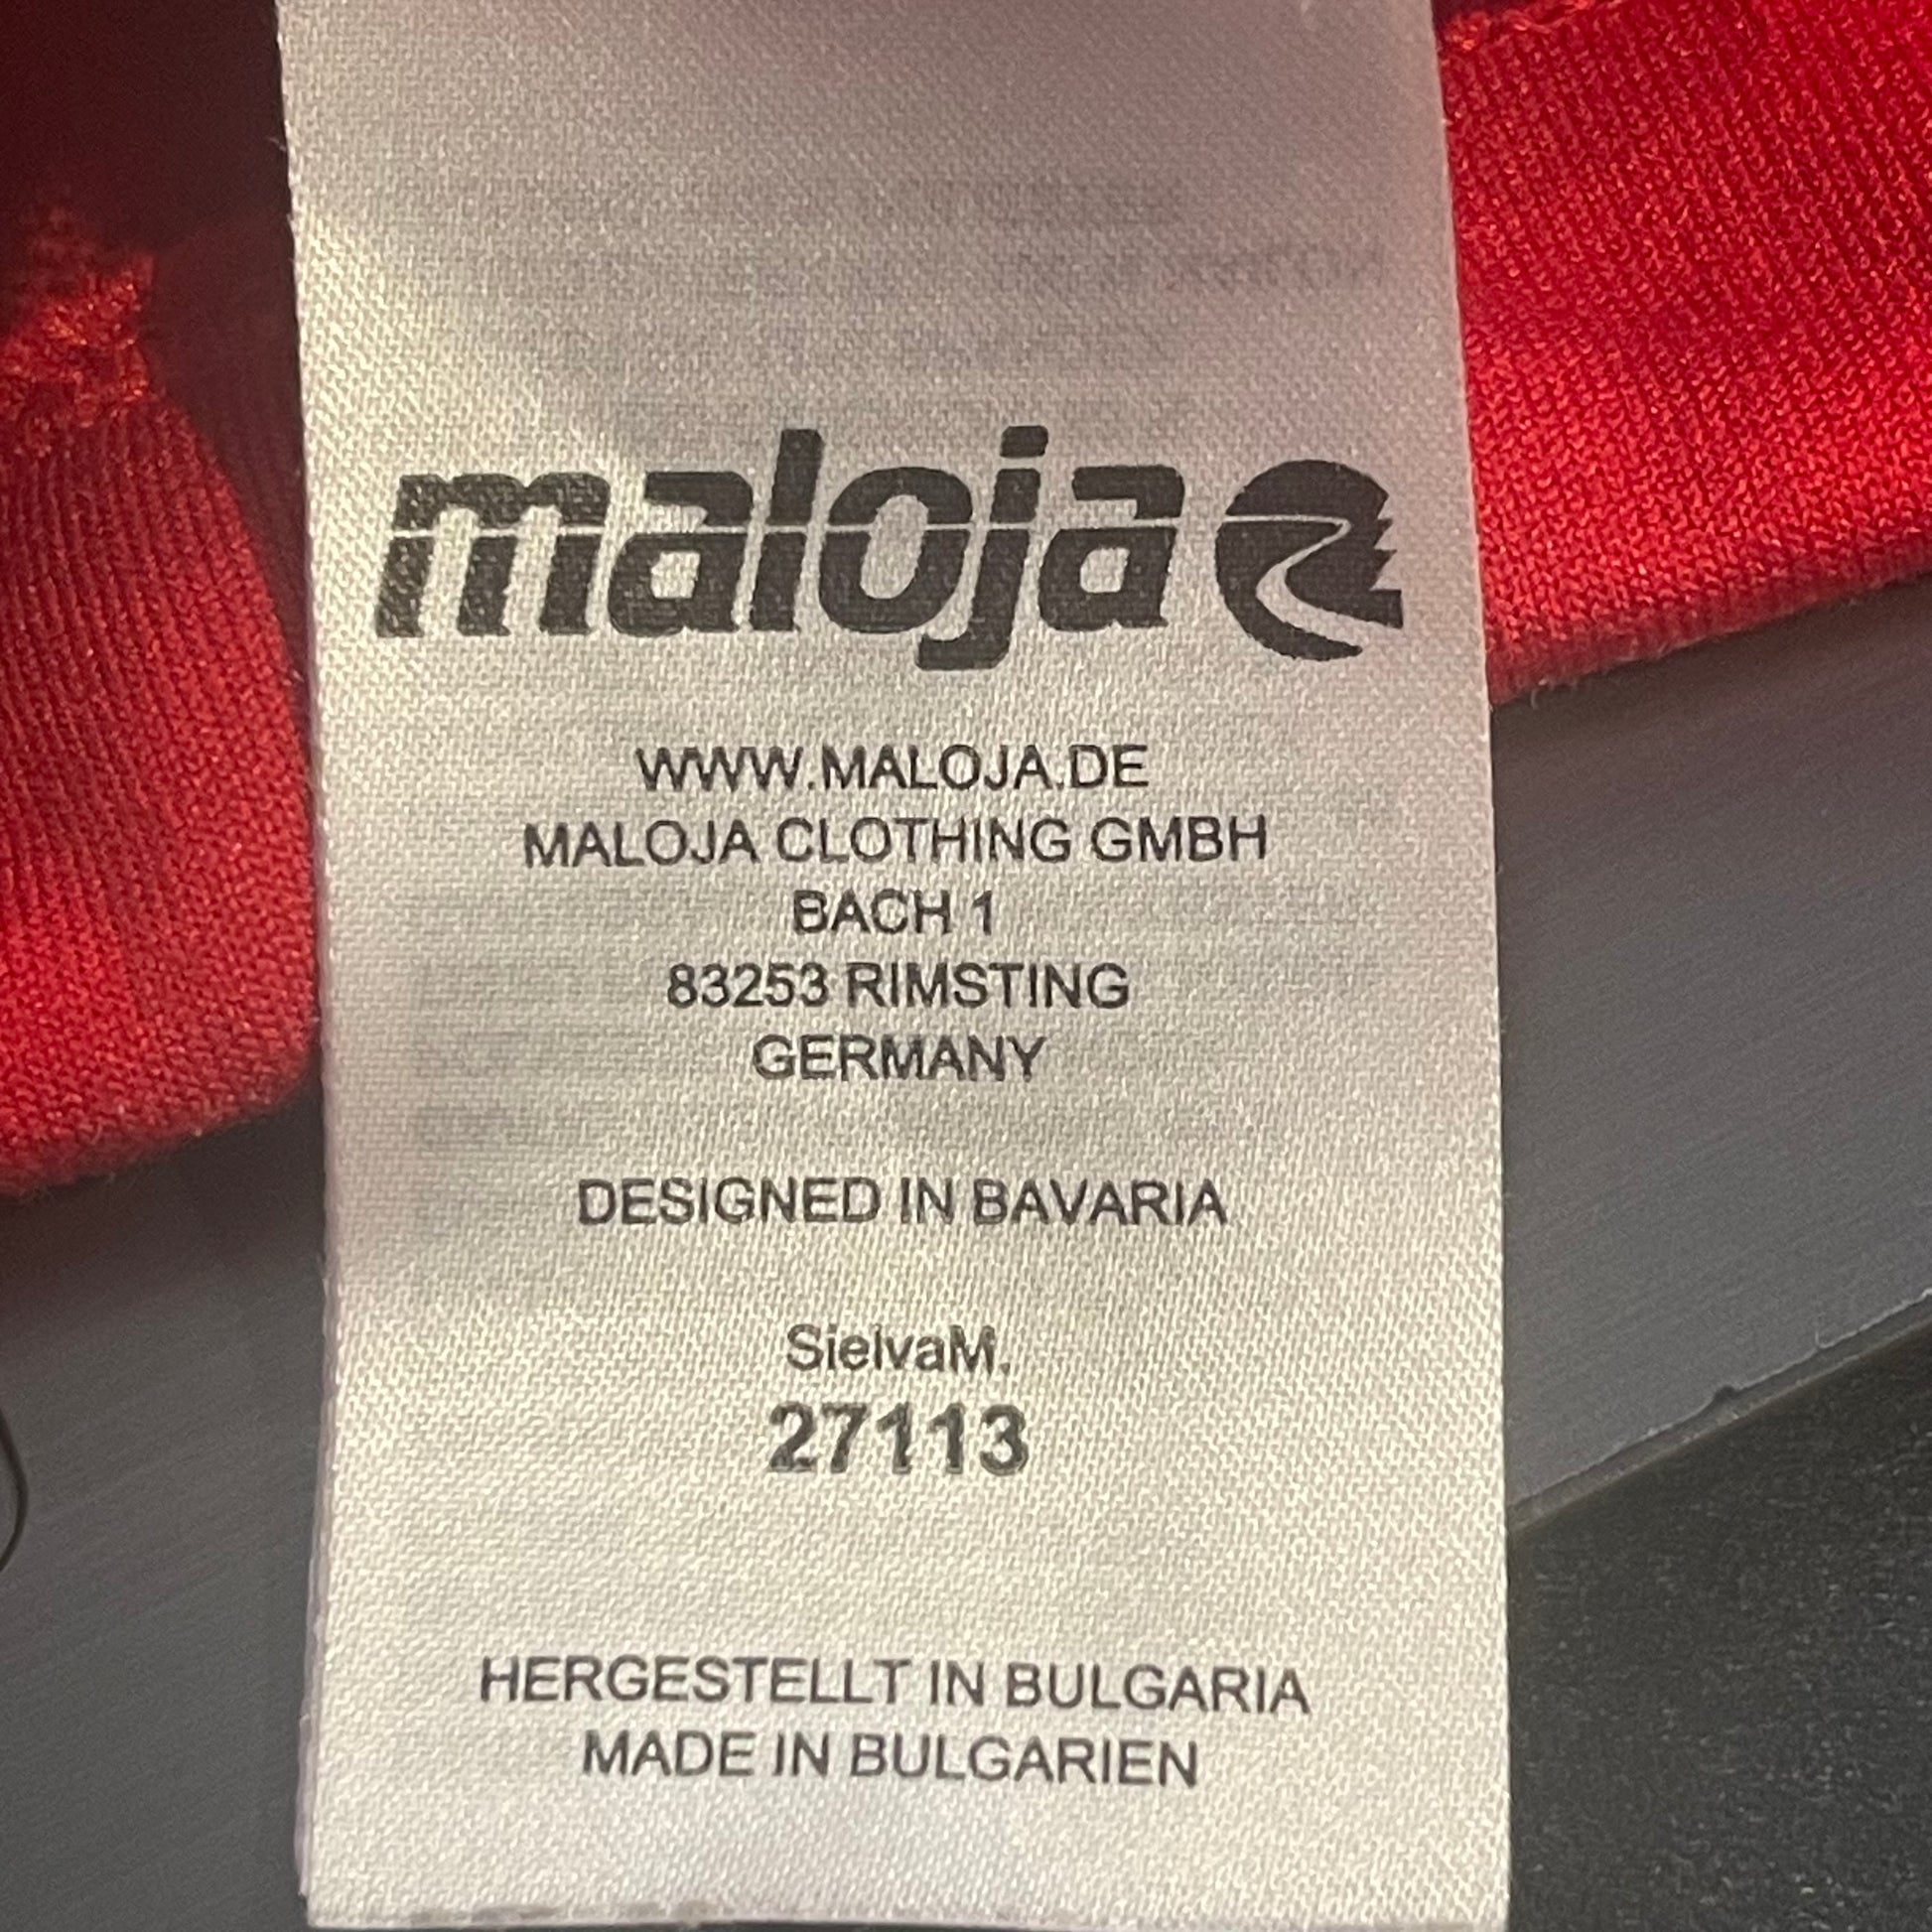 maloja
WWW.MALOJA.DE
MALOJA CLOTHING GMBH
BACH 1
83253 RIMSTING
GERMANY
DESIGNED IN BAVARIA
SielvaM.
27113
HERGESTELLT IN BULGARIA
MADE IN BULGARIEN